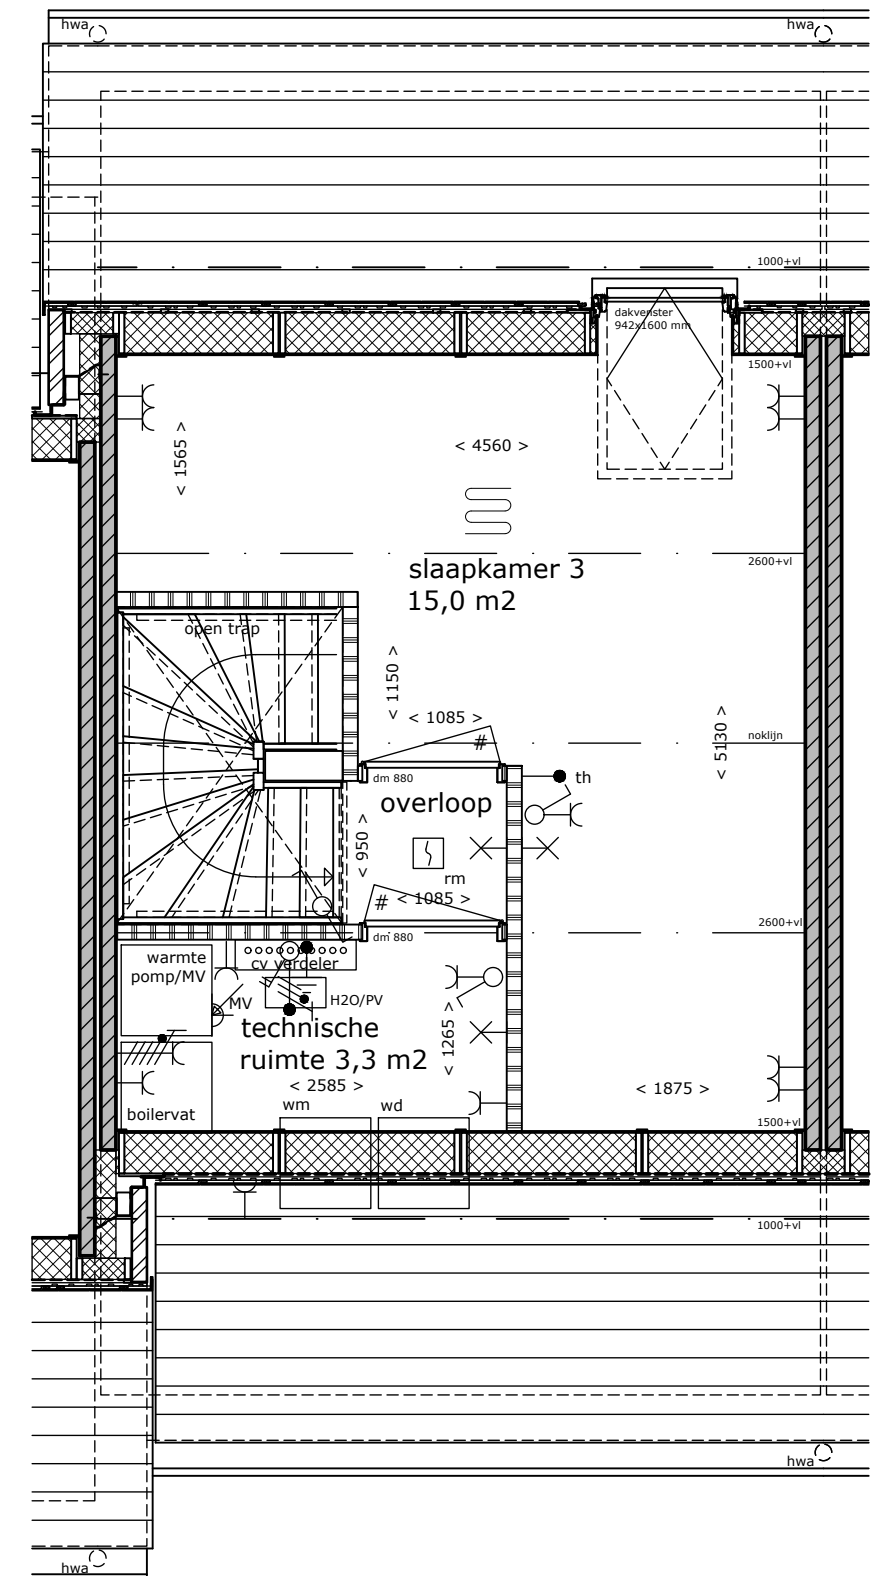 hwa
hwa
1000+vl
dakvenster
942x1600 mm
1500+vl
< 1565 >
< 4560 >
2600+vl
slaapkamer 3
15,0 m2
open trap
< 1150 >
< 1085 >
< 5130 >
noklijn
#
dm 880
th
overloop
< 950 >
rm
# < 1085 >
2600+vl
dm 880
warmte
pomp/MV
cv verdeler
MV
H2O/PV
technische
ruimte 3,3 m2
< 1265 >
< 2585 >
< 1875 >
boilervat
wm
wd
1500+vl
1000+vl
hwa
hwa